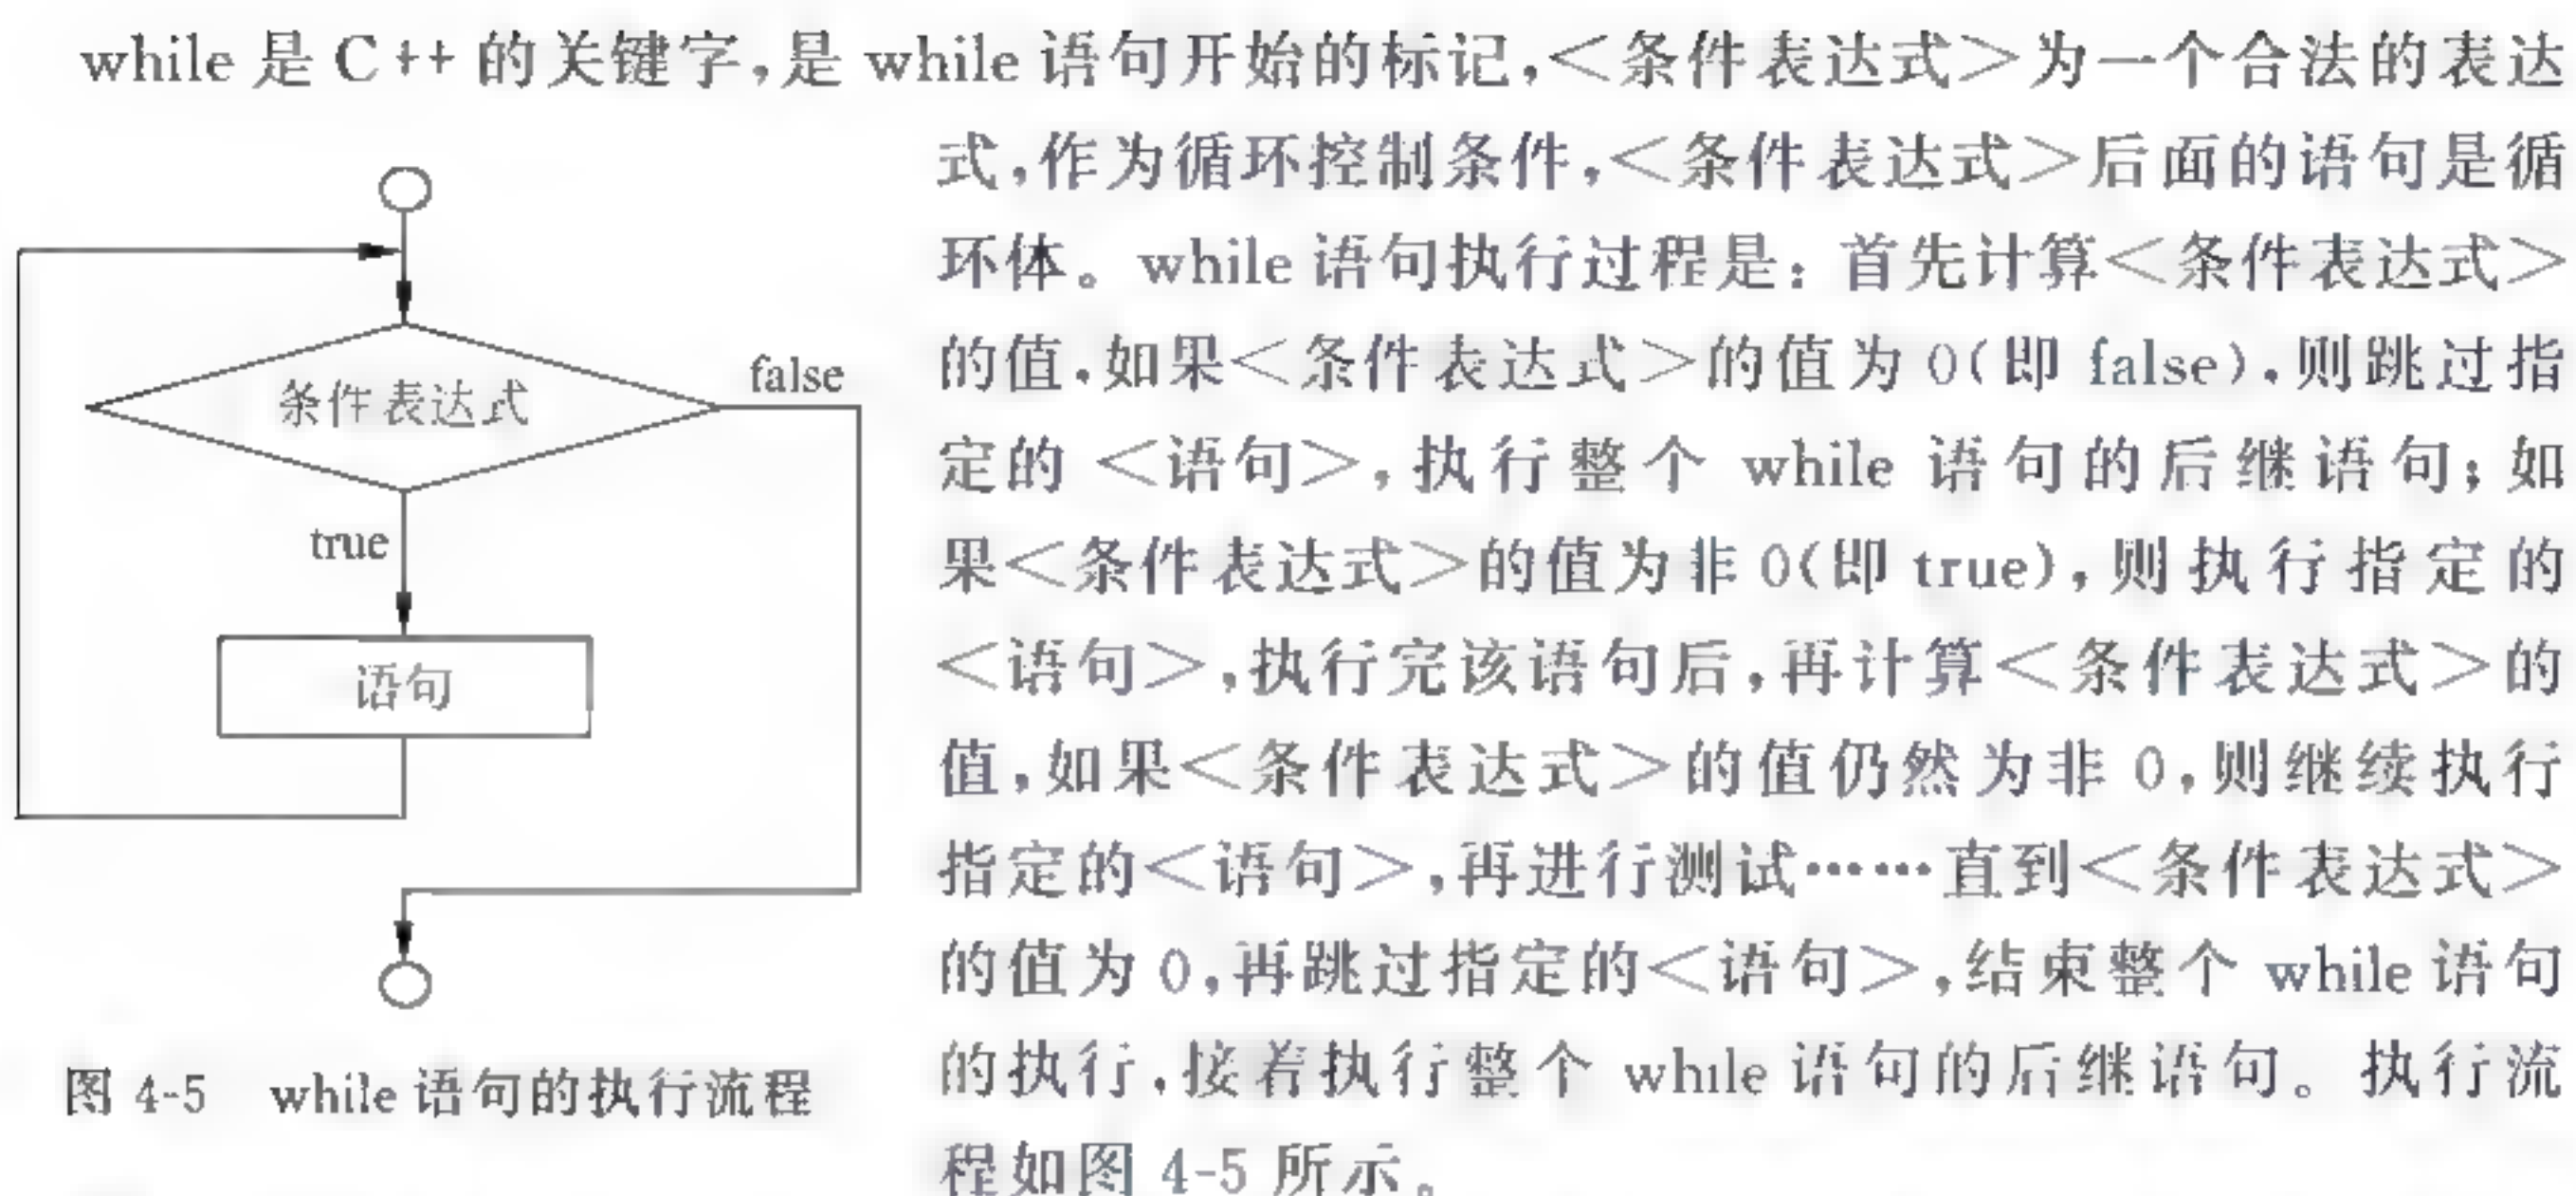 while 是 C++ 的关键字,是 while 语句开始的标记,<条件表达式>为一个合法的表达
式,作为循环控制条件,<条件表达式>后面的语句是循
环体。while 语句执行过程是：首先计算<条件表达式>
的值,如果<条件表达式>的值为 0(即 false),则跳过指
定的 <语句>,执行整个 while 语句的后继语句;如
果<条件表达式>的值为非 0(即 true),则执行指定的
<语句>,执行完该语句后,再计算<条件表达式>的
值,如果<条件表达式>的值仍然为非 0,则继续执行
指定的<语句>,再进行测试……直到<条件表达式>
的值为 0,再跳过指定的<语句>,结束整个 while 语句
的执行,接着执行整个 while 语句的后继语句。执行流
程如图 4-5 所示。
条件表达式
false
true
语句
图 4-5 while 语句的执行流程